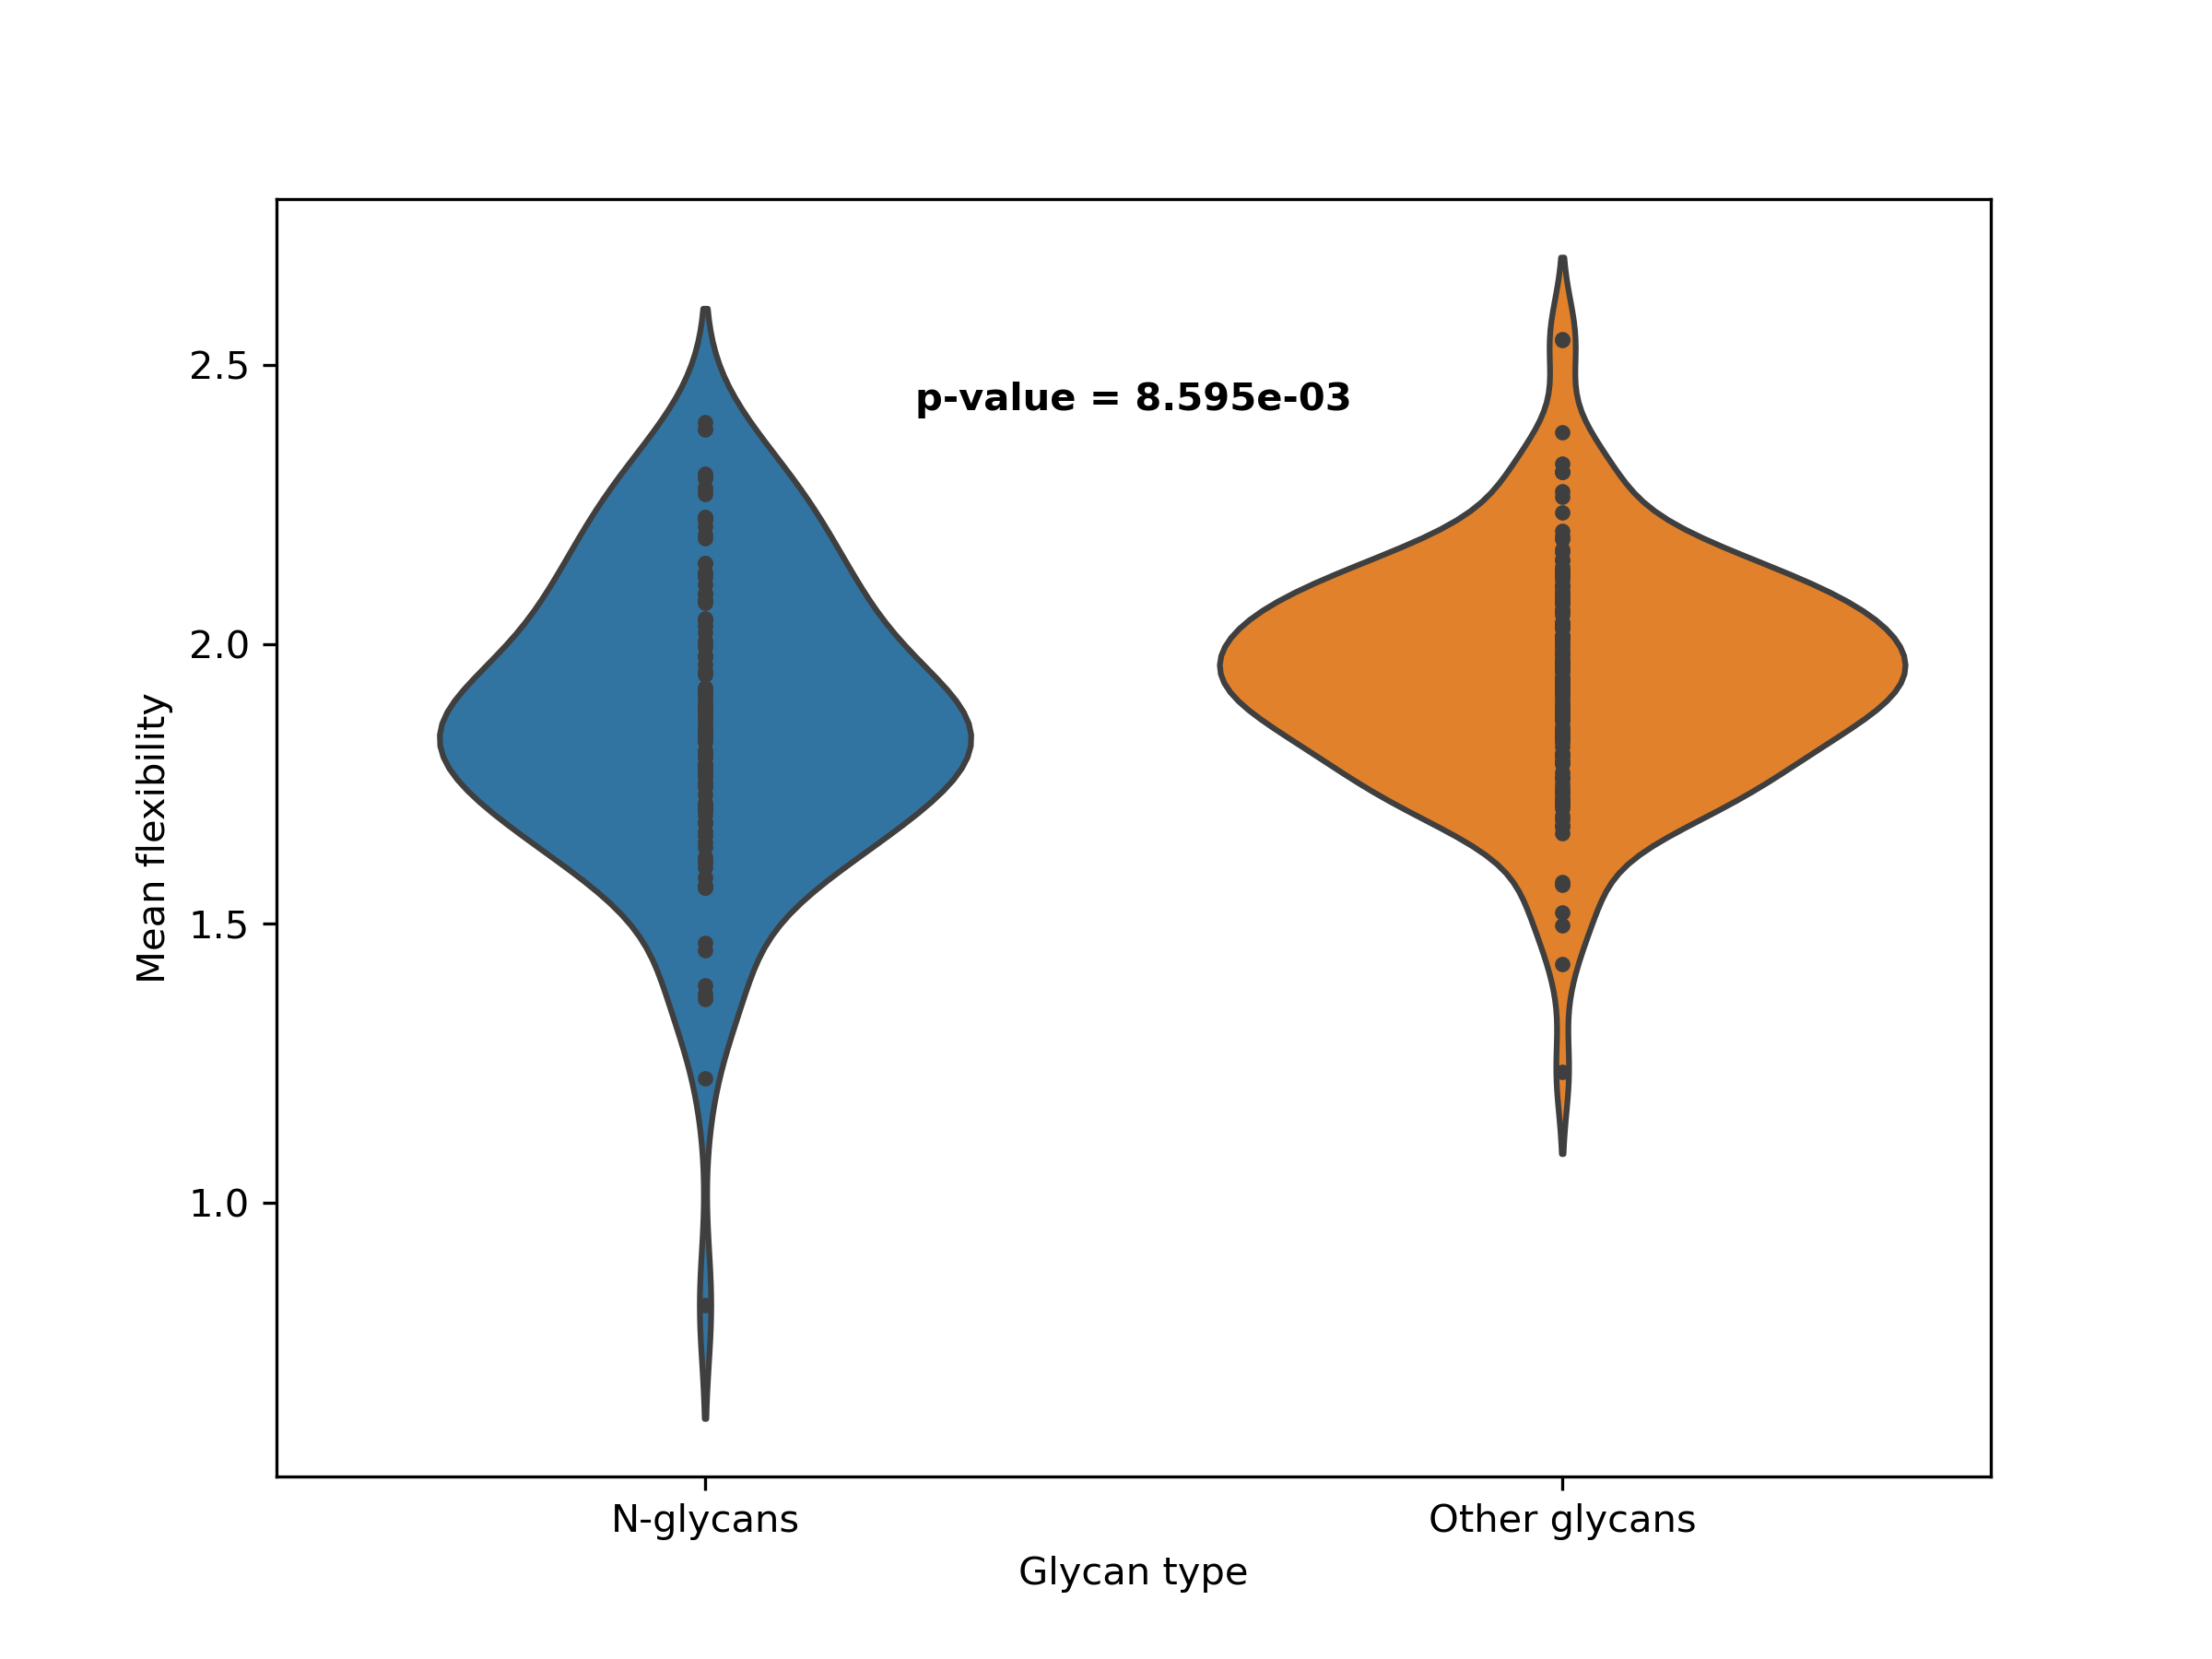 2.5
p-value = 8.595e-03
2.0
1.5
1.0
Mean flexibility
N-glycans
Other glycans
Glycan type